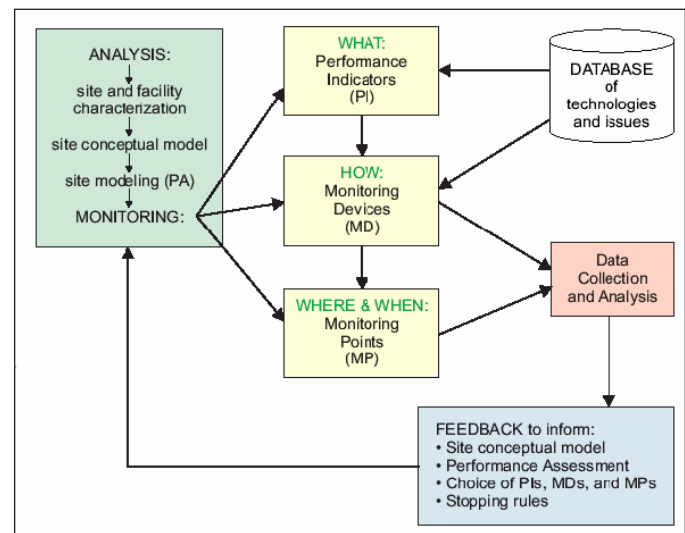 ANALYSIS:
site and facility
characterization
site conceptual model
site modeling (PA)
MONITORING:
WHAT:
Performance
Indicators
(PI)
HOW:
Monitoring
Devices
(MD)
WHERE & WHEN:
Monitoring
Points
(MP)
DATABASE
of
technologies
and issues
Data
Collection
and Analysis
FEEDBACK to inform:
• Site conceptual model
• Performance Assessment
• Choice of PIs, MDs, and MPs
• Stopping rules